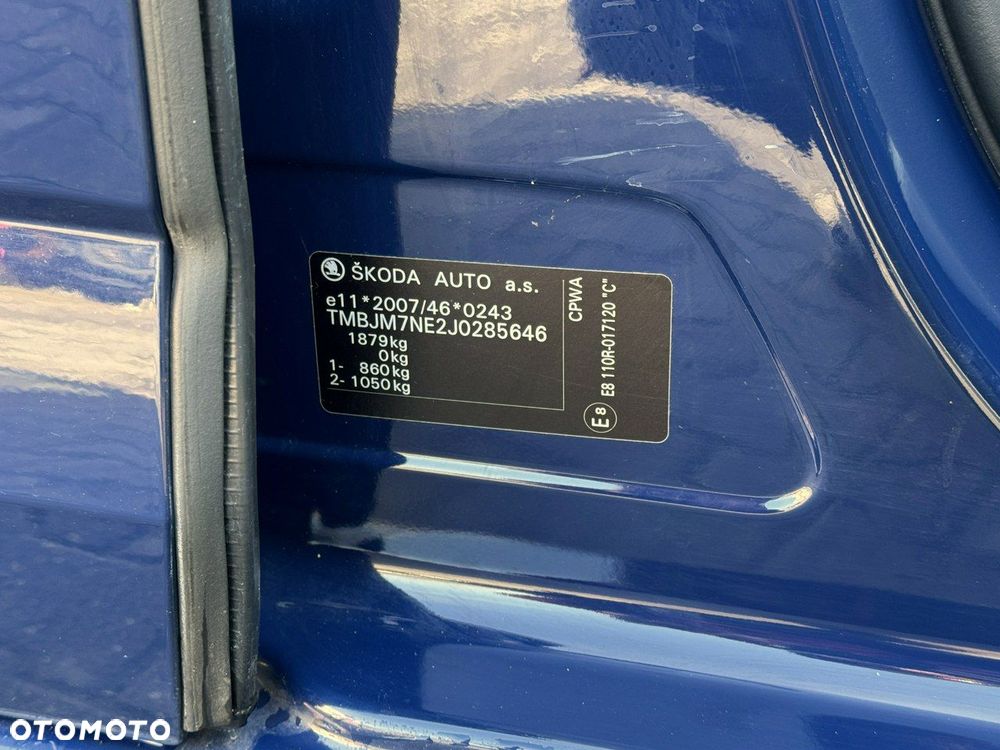 ŠKODA AUTO a.s.
e11*2007/46*0243
TMBJM7NE2J0285646
1879kg
0kg
1- 860kg
2- 1050kg
CPWA
E8 110R-017120 "C"
E8
OTOMOTO